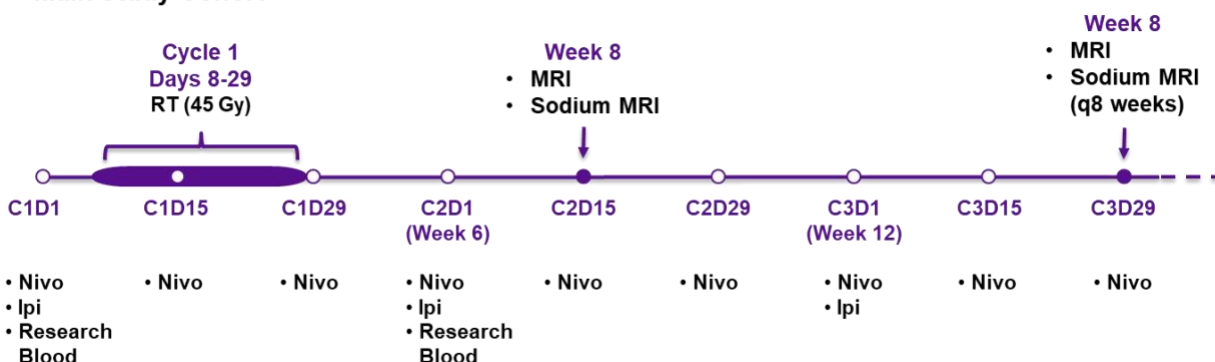 Week 8
• MRI
• Sodium MRI
(q8 weeks)
Cycle 1
Days 8-29
RT (45 Gy)
Week 8
• MRI
• Sodium MRI
C1D1
C1D15
C1D29
C2D1
(Week 6)
C2D15
C2D29
C3D1
(Week 12)
C3D15
C3D29
• Nivo
• Ipi
• Research
Blood
• Nivo
• Nivo
• Nivo
• Ipi
• Research
Blood
• Nivo
• Nivo
• Nivo
• Ipi
• Nivo
• Nivo